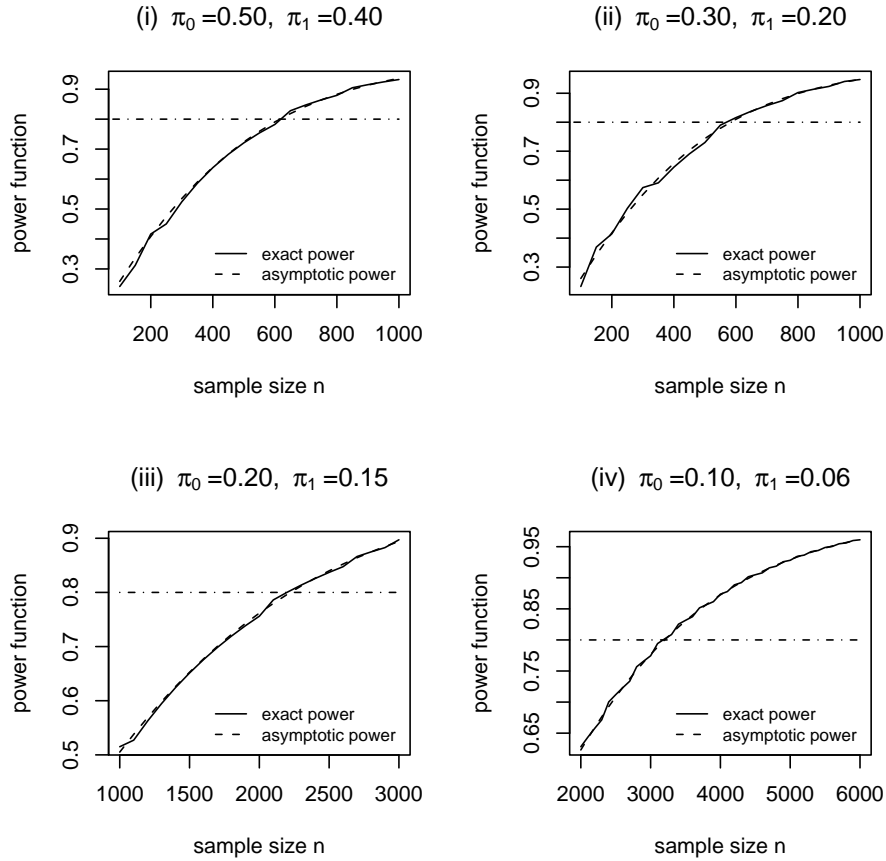 (i) π₀ =0.50, π₁ =0.40
power function
0.3 0.5 0.7 0.9
exact power
asymptotic power
200 400 600 800 1000
sample size n
(ii) π₀ =0.30, π₁ =0.20
power function
0.3 0.5 0.7 0.9
exact power
asymptotic power
200 400 600 800 1000
sample size n
(iii) π₀ =0.20, π₁ =0.15
power function
0.5 0.6 0.7 0.8 0.9
exact power
asymptotic power
1000 1500 2000 2500 3000
sample size n
(iv) π₀ =0.10, π₁ =0.06
power function
0.65 0.75 0.85 0.95
exact power
asymptotic power
2000 3000 4000 5000 6000
sample size n